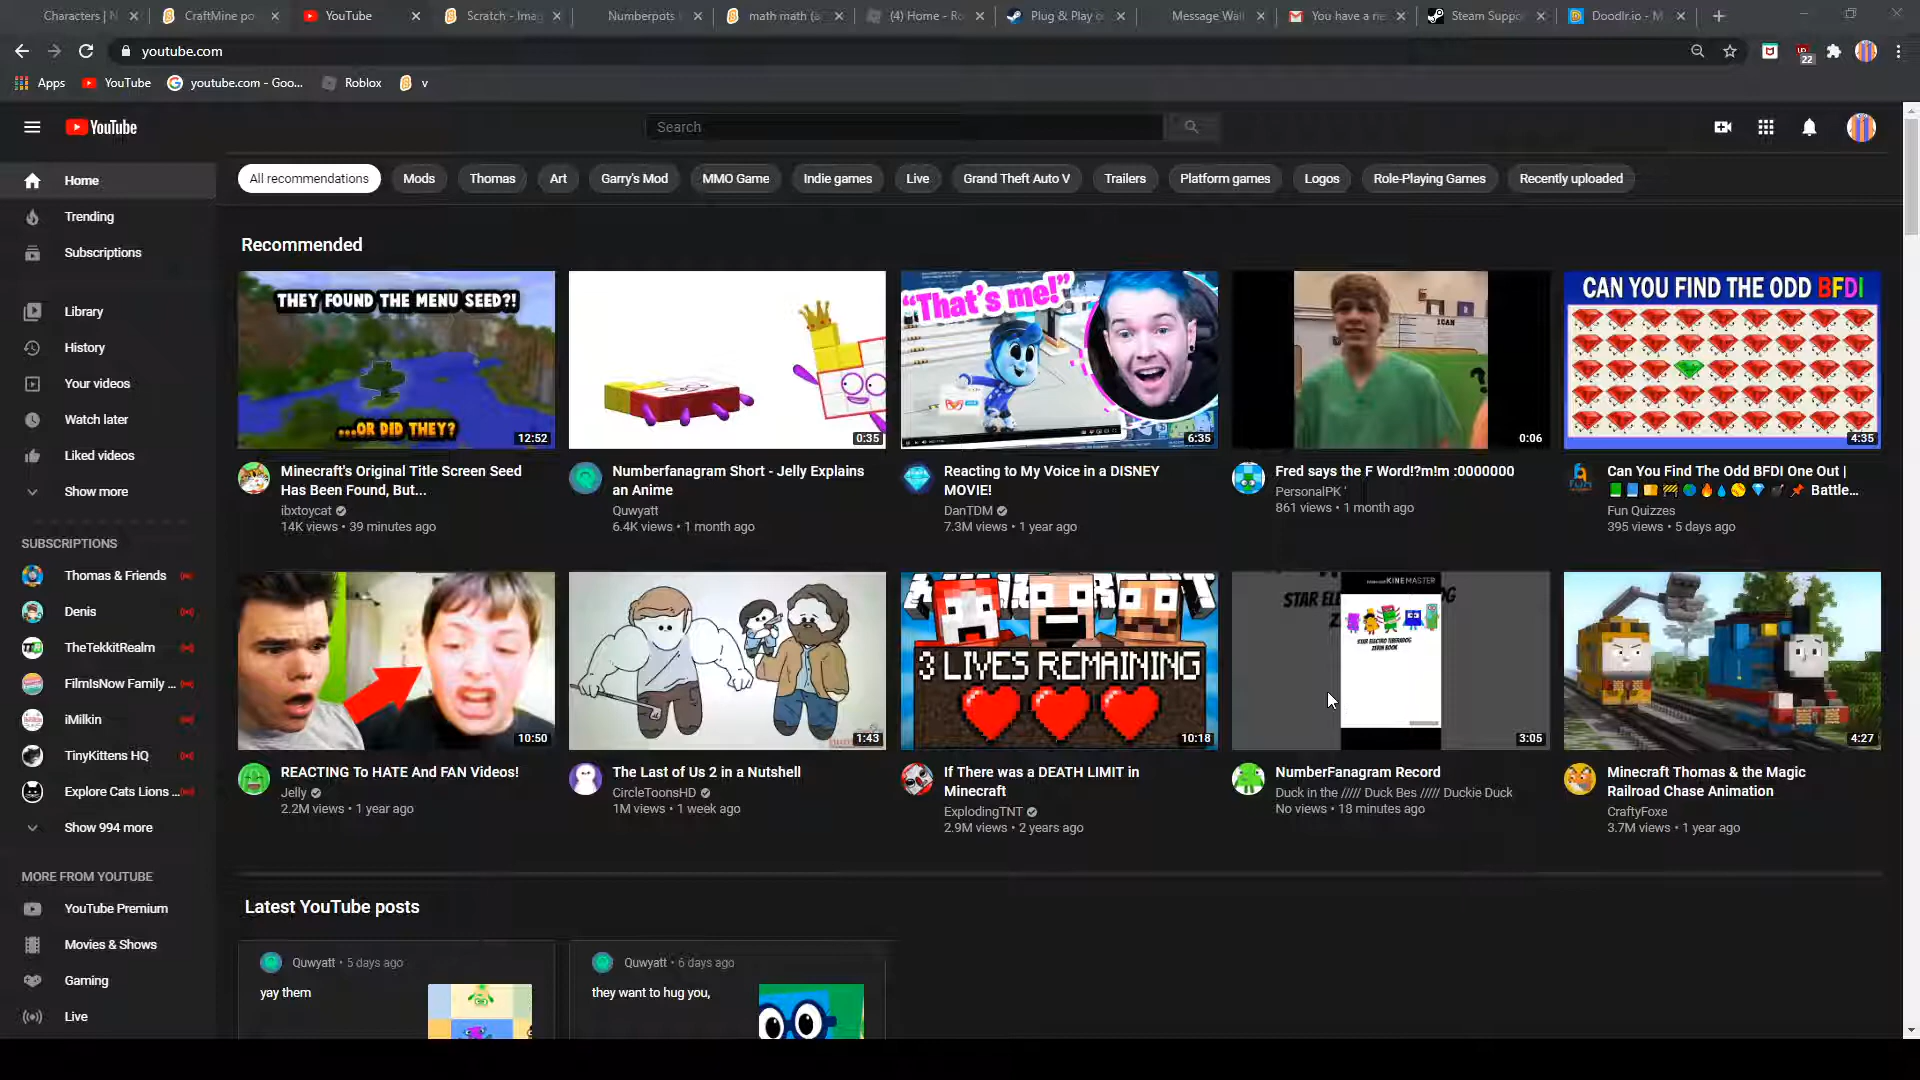 Characters | N
CraftMine po
YouTube
Scratch - Imag
Numberpots
math math (a
(4) Home - Ro
Plug & Play o
Message Wall
You have a ne
Steam Suppo
Doodlr.io - M
youtube.com
22
Apps
YouTube
youtube.com - Goo...
Roblox
v
YouTube
Search
Home
Trending
Subscriptions
Library
History
Your videos
Watch later
Liked videos
Show more
SUBSCRIPTIONS
Thomas & Friends
Denis
TheTekkitRealm
FilmIsNow Family ...
iMilkin
TinyKittens HQ
Explore Cats Lions ...
Show 994 more
MORE FROM YOUTUBE
YouTube Premium
Movies & Shows
Gaming
Live
All recommendations
Mods
Thomas
Art
Garry's Mod
MMO Game
Indie games
Live
Grand Theft Auto V
Trailers
Platform games
Logos
Role-Playing Games
Recently uploaded
Recommended
THEY FOUND THE MENU SEED?!
...OR DID THEY?
12:52
Minecraft's Original Title Screen Seed
Has Been Found, But...
ibxtoycat
14K views • 39 minutes ago
0:35
Numberfanagram Short - Jelly Explains
an Anime
Quwyatt
6.4K views • 1 month ago
"That's me!"
6:35
Reacting to My Voice in a DISNEY
MOVIE!
DanTDM
7.3M views • 1 year ago
I CAN
0:06
Fred says the F Word!?m!m :0000000
PersonalPK '
861 views • 1 month ago
CAN YOU FIND THE ODD BFDI
4:35
Can You Find The Odd BFDI One Out |
Battle...
Fun Quizzes
395 views • 5 days ago
10:50
REACTING To HATE And FAN Videos!
Jelly
2.2M views • 1 year ago
1:43
The Last of Us 2 in a Nutshell
CircleToonsHD
1M views • 1 week ago
3 LIVES REMAINING
10:18
If There was a DEATH LIMIT in
Minecraft
ExplodingTNT
2.9M views • 2 years ago
KINEMASTER
3:05
NumberFanagram Record
Duck in the ///// Duck Bes ///// Duckie Duck
No views • 18 minutes ago
4:27
Minecraft Thomas & the Magic
Railroad Chase Animation
CraftyFoxe
3.7M views • 1 year ago
Latest YouTube posts
Quwyatt • 5 days ago
yay them
Quwyatt • 6 days ago
they want to hug you,